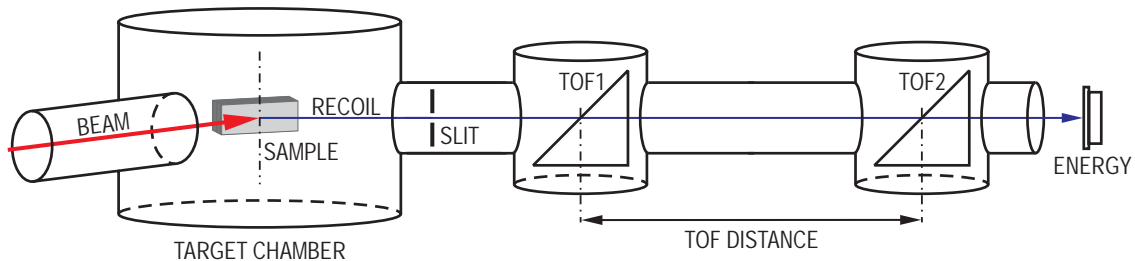 BEAM
RECOIL
SAMPLE
SLIT
TOF1
TOF2
ENERGY
TARGET CHAMBER
TOF DISTANCE